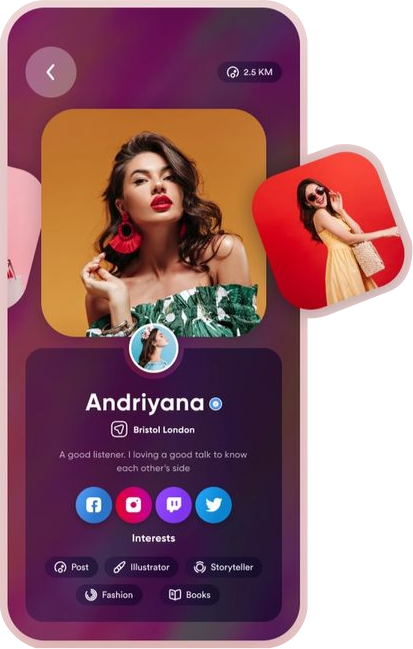 2.5 KM
Andriyana
Bristol London
A good listener. I loving a good talk to know
each other's side
Interests
Post
Illustrator
Storyteller
Fashion
Books